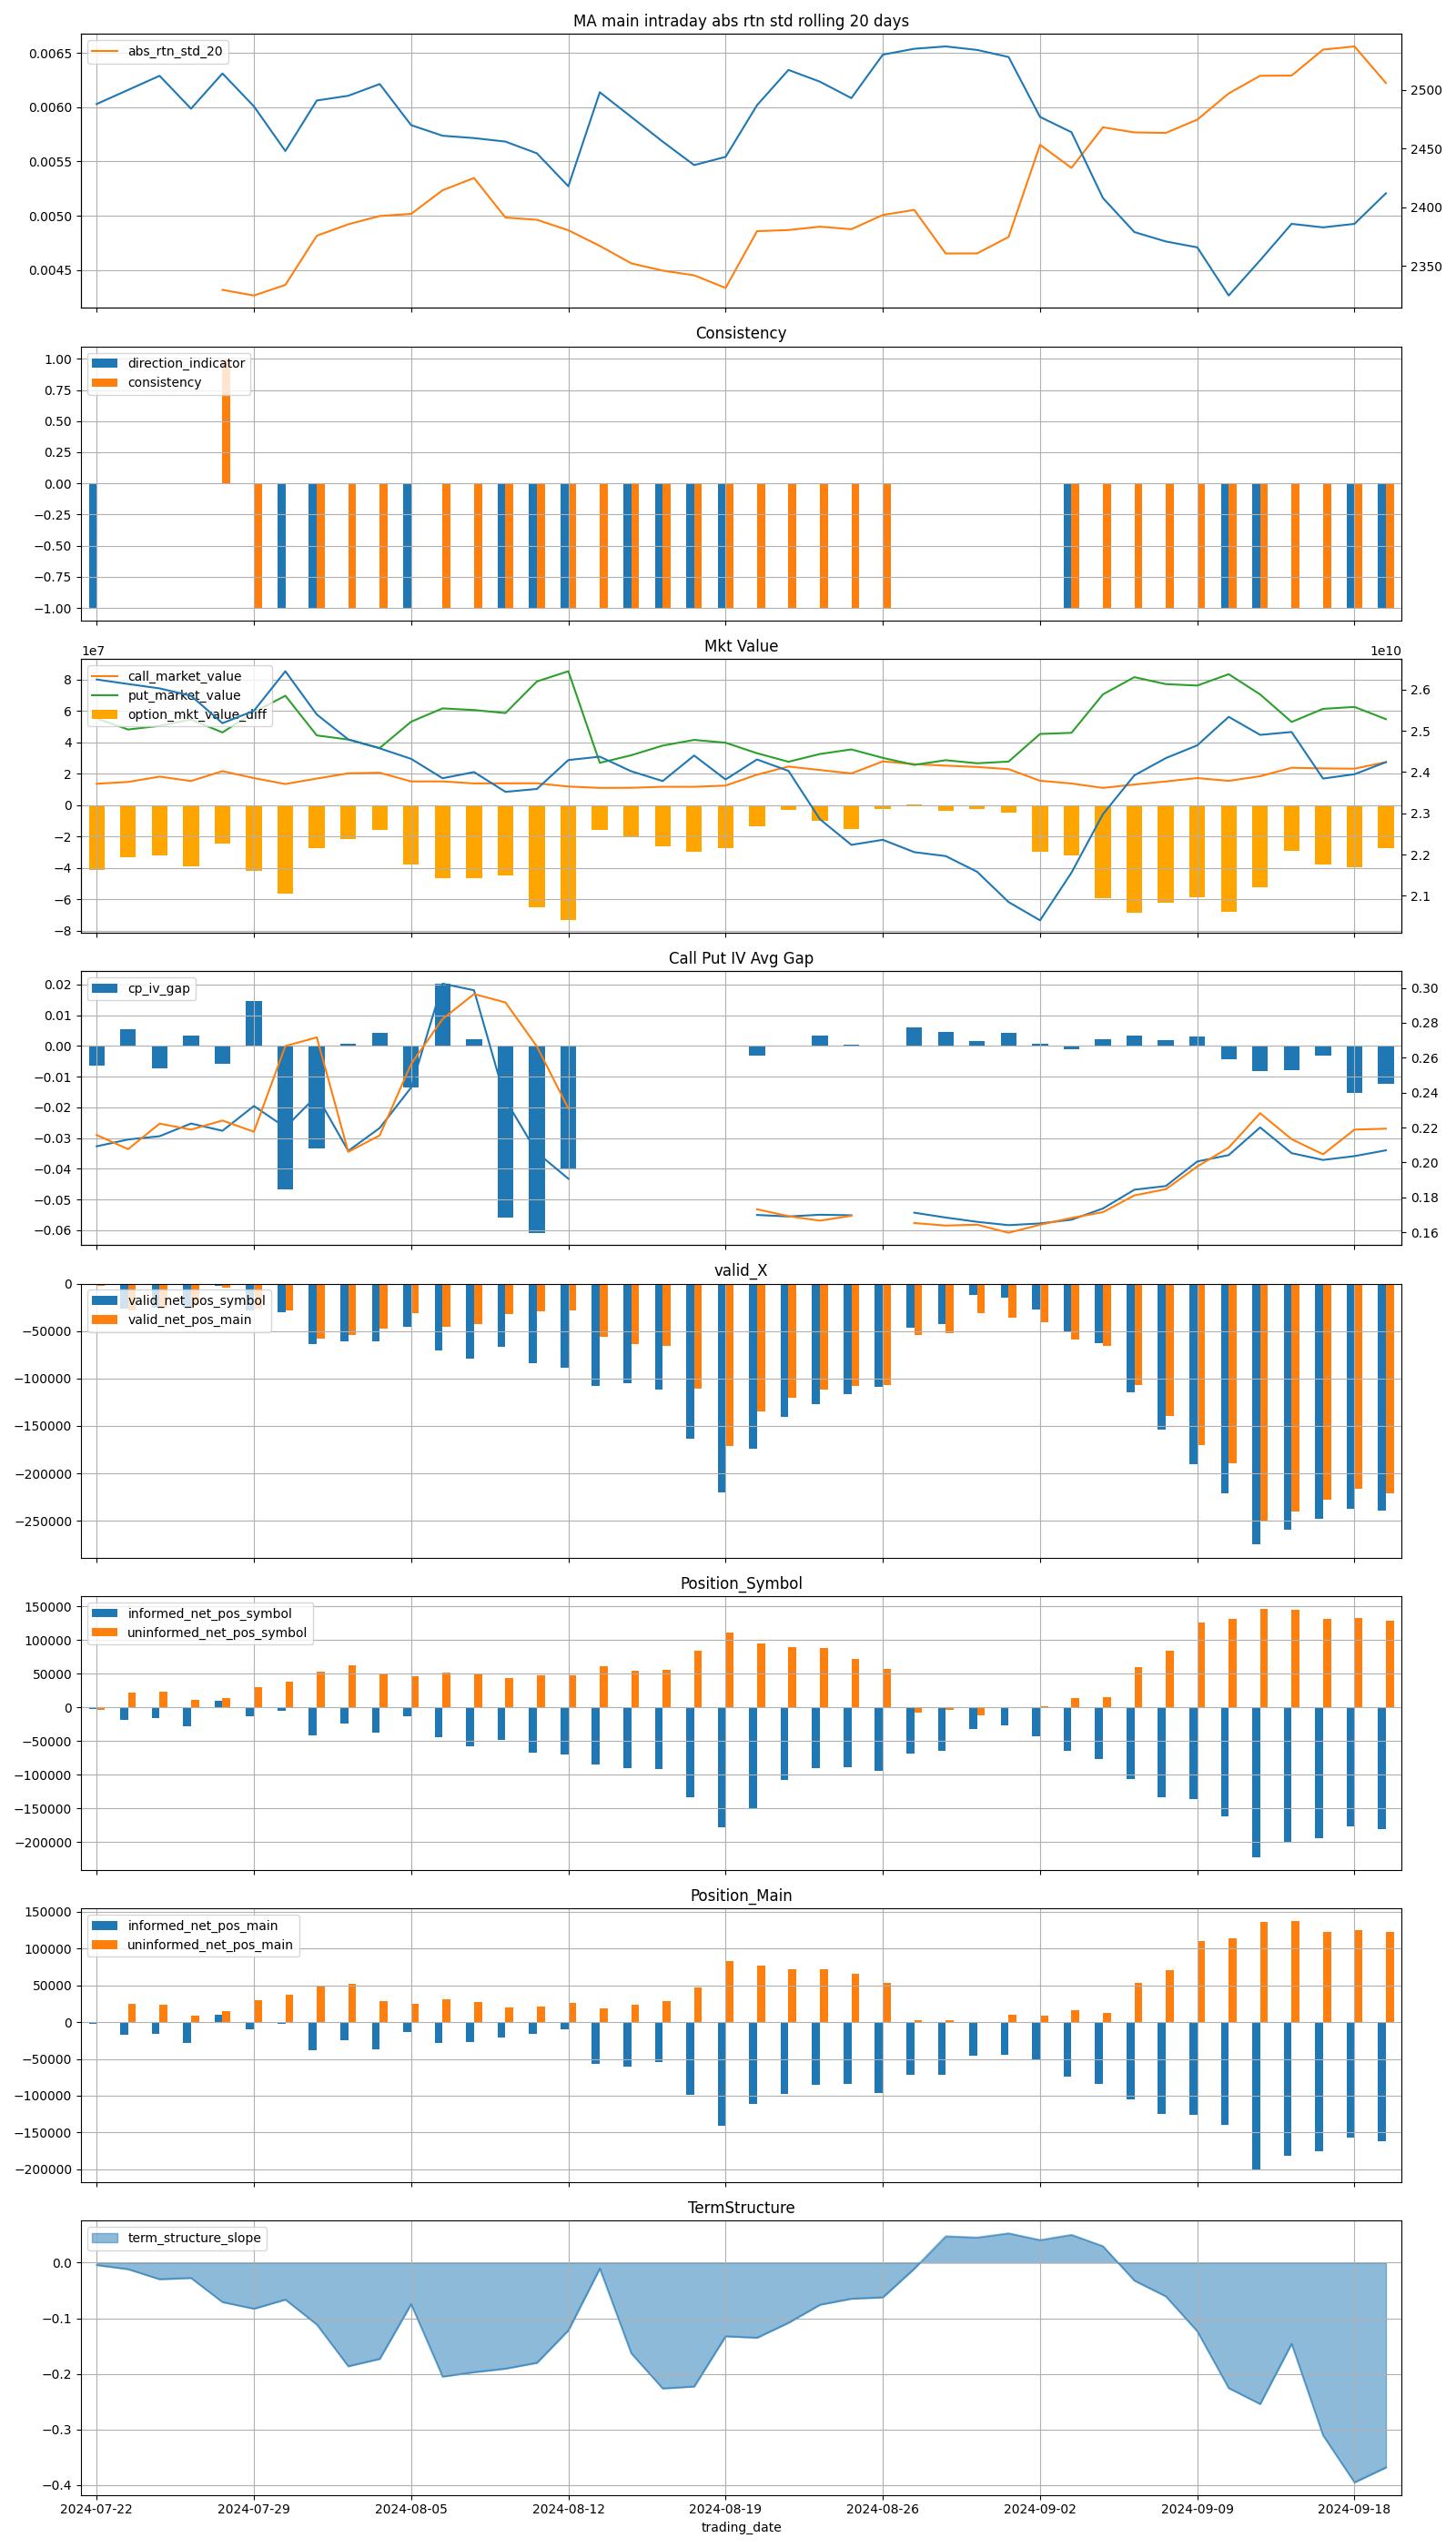 MA main intraday abs rtn std rolling 20 days
abs_rtn_std_20
0.0065
0.0060
0.0055
0.0050
0.0045
2500
2450
2400
2350
Consistency
direction_indicator
consistency
1.00
0.75
0.50
0.25
0.00
−0.25
−0.50
−0.75
−1.00
Mkt Value
1e7
1e10
call_market_value
put_market_value
option_mkt_value_diff
8
6
4
2
0
−2
−4
−6
−8
2.6
2.5
2.4
2.3
2.2
2.1
Call Put IV Avg Gap
cp_iv_gap
0.02
0.01
0.00
−0.01
−0.02
−0.03
−0.04
−0.05
−0.06
0.30
0.28
0.26
0.24
0.22
0.20
0.18
0.16
valid_X
valid_net_pos_symbol
valid_net_pos_main
0
−50000
−100000
−150000
−200000
−250000
Position_Symbol
informed_net_pos_symbol
uninformed_net_pos_symbol
150000
100000
50000
0
−50000
−100000
−150000
−200000
Position_Main
informed_net_pos_main
uninformed_net_pos_main
150000
100000
50000
0
−50000
−100000
−150000
−200000
TermStructure
term_structure_slope
0.0
−0.1
−0.2
−0.3
−0.4
2024-07-22 2024-07-29 2024-08-05 2024-08-12 2024-08-19 2024-08-26 2024-09-02 2024-09-09 2024-09-18
trading_date